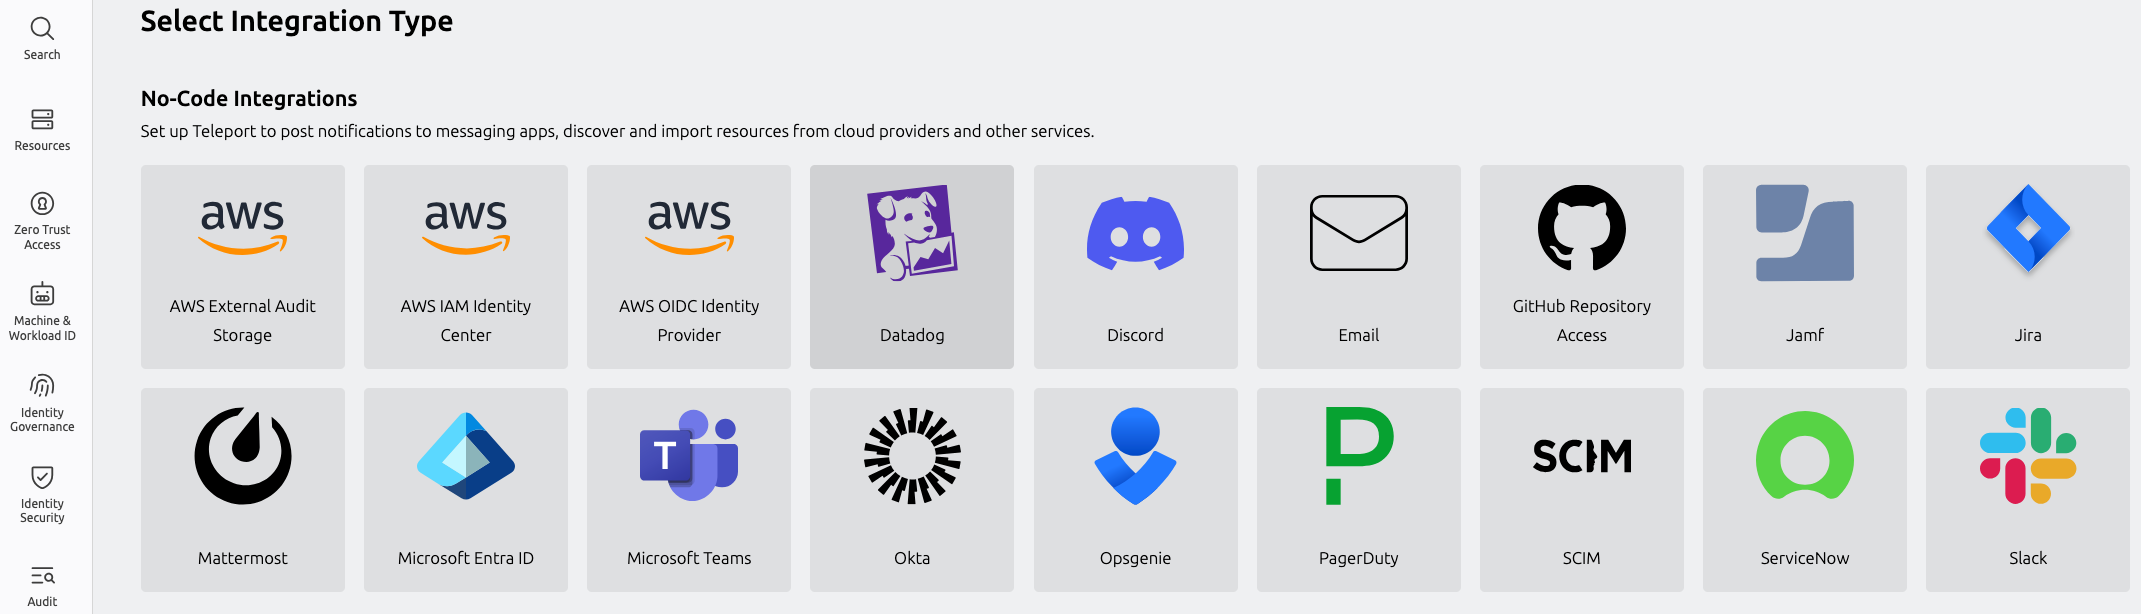 Select Integration Type
Search
No-Code Integrations
Set up Teleport to post notifications to messaging apps, discover and import resources from cloud providers and other services.
Resources
Zero Trust
Access
Machine &
Workload ID
Identity
Governance
Identity
Security
Audit
aws
AWS External Audit
Storage
aws
AWS IAM Identity
Center
aws
AWS OIDC Identity
Provider
Datadog
Discord
Email
GitHub Repository
Access
Jamf
Jira
Mattermost
Microsoft Entra ID
T
Microsoft Teams
Okta
Opsgenie
P
PagerDuty
SCIM
SCIM
ServiceNow
Slack